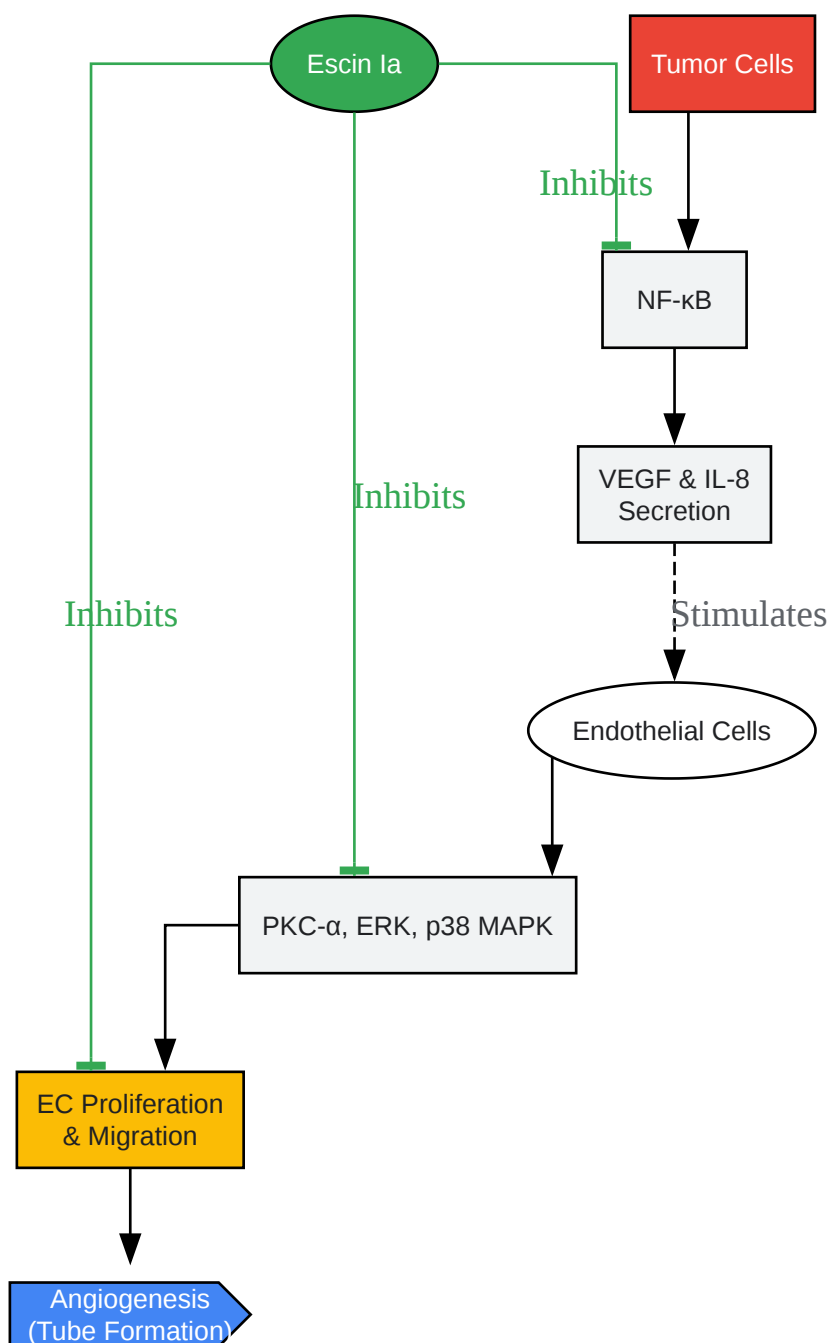 Escin Ia
Tumor Cells
Inhibits
NF-κB
VEGF & IL-8
Secretion
Inhibits
Inhibits
Stimulates
Endothelial Cells
PKC-α, ERK, p38 MAPK
EC Proliferation
& Migration
Angiogenesis
(Tube Formation)